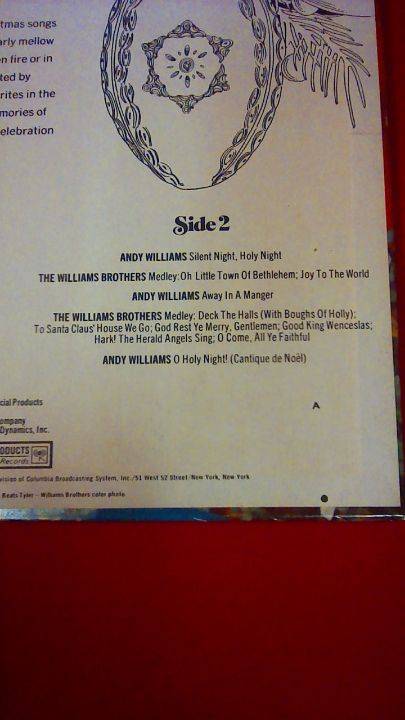 tmas songs
arly mellow
n fire or in
ted by
rites in the
mories of
elebration
Side 2
ANDY WILLIAMS Silent Night, Holy Night
THE WILLIAMS BROTHERS Medley: Oh Little Town Of Bethlehem; Joy To The World
ANDY WILLIAMS Away In A Manger
THE WILLIAMS BROTHERS Medley: Deck The Halls (With Boughs Of Holly);
To Santa Claus' House We Go; God Rest Ye Merry, Gentlemen; Good King Wenceslas;
Hark! The Herald Angels Sing; O Come, All Ye Faithful
ANDY WILLIAMS O Holy Night! (Cantique de Noël)
A
cial Products
ompany
Dynamics, Inc.
ODUCTS
Records
vision of Columbia Broadcasting System, Inc./51 West 52 Street/New York, New York
Beats Tyler – Williams Brothers color photo